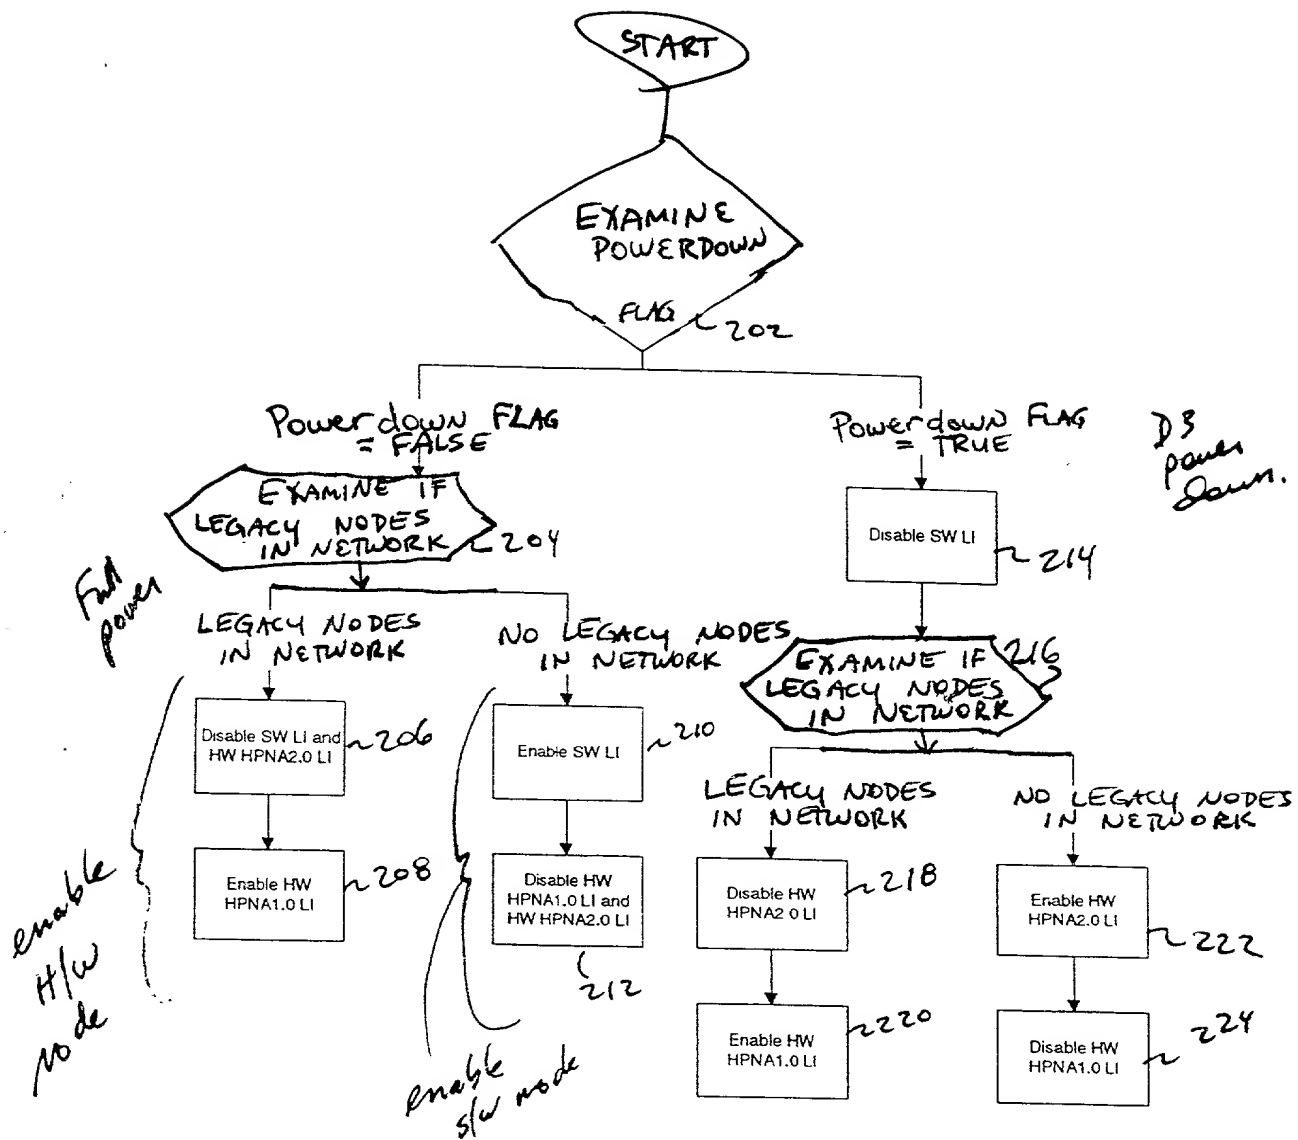 START
EXAMINE
POWERDOWN
FLAG
202
Powerdown FLAG
= FALSE
Powerdown FLAG
= TRUE
D3
power
down.
EXAMINE IF
LEGACY NODES
IN NETWORK
204
Disable SW LI
214
Full
power
LEGACY NODES
IN NETWORK
NO LEGACY NODES
IN NETWORK
EXAMINE IF
LEGACY NODES
IN NETWORK
216
Disable SW LI and
HW HPNA2.0 LI
206
Enable SW LI
210
LEGACY NODES
IN NETWORK
NO LEGACY NODES
IN NETWORK
Enable HW
HPNA1.0 LI
208
Disable HW
HPNA1.0 LI and
HW HPNA2.0 LI
212
Disable HW
HPNA2 0 LI
218
Enable HW
HPNA2.0 LI
222
enable
H/W
node
Enable HW
HPNA1.0 LI
220
Disable HW
HPNA1.0 LI
224
enable
s/w mode